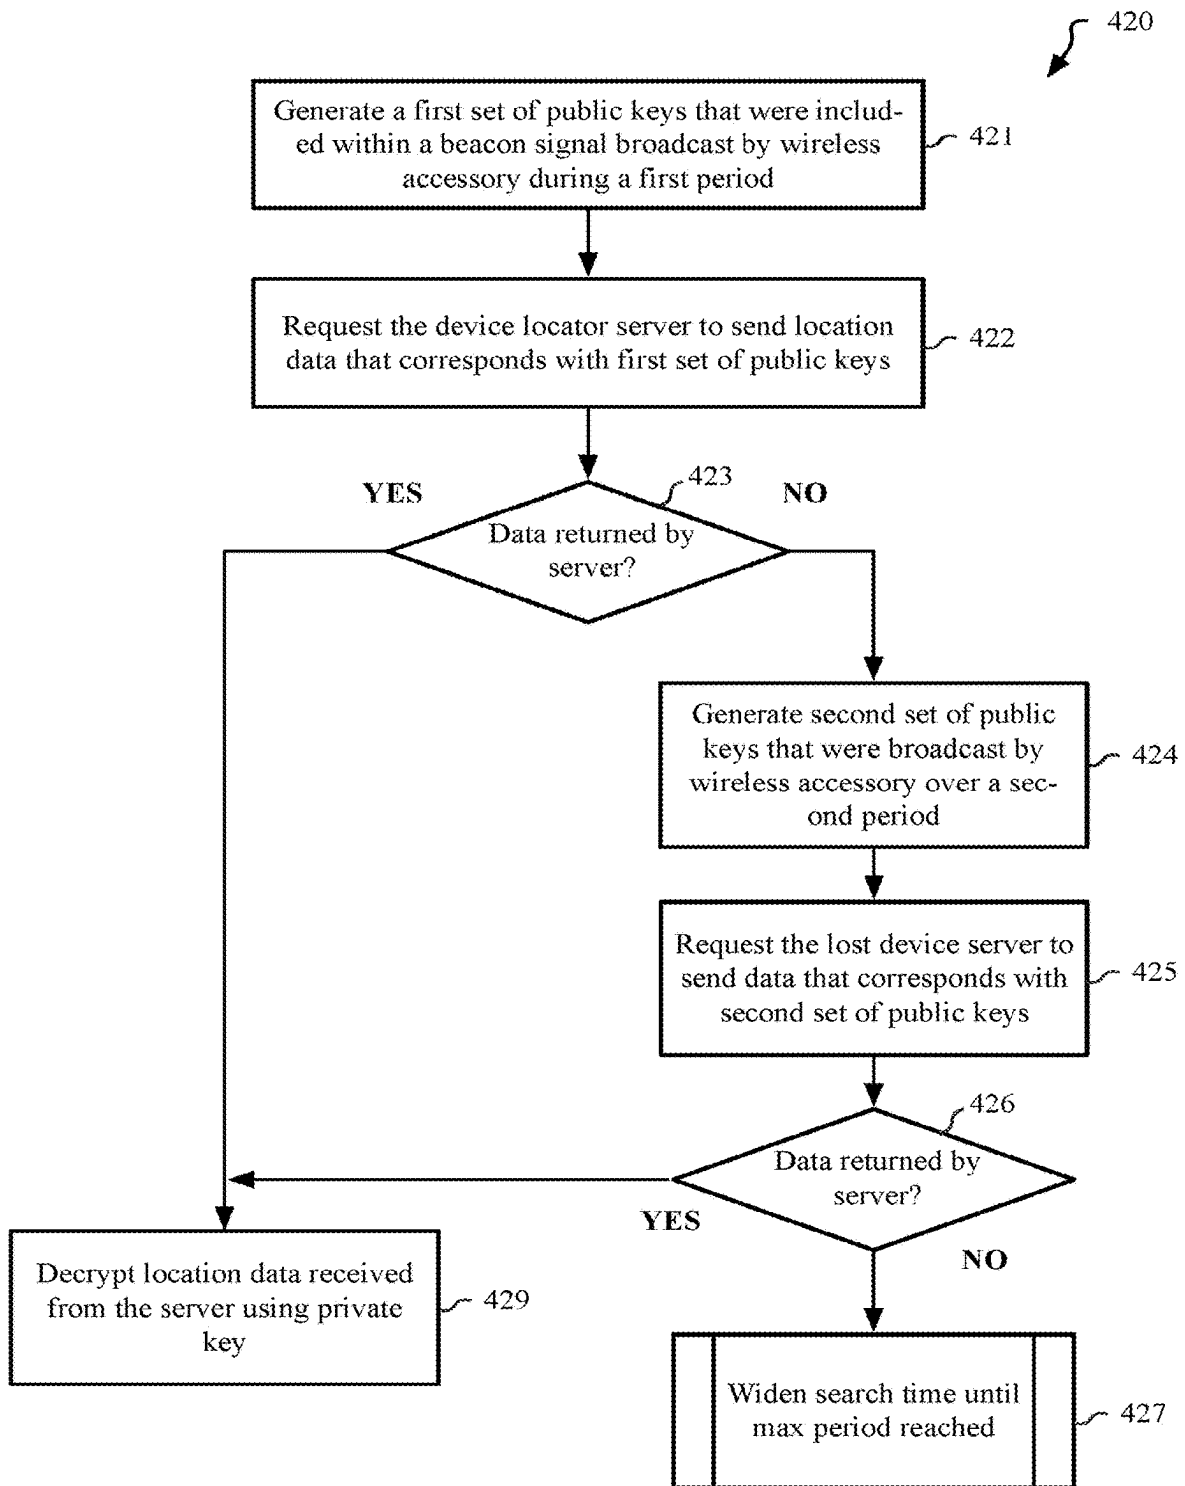 420
Generate a first set of public keys that were includ-
ed within a beacon signal broadcast by wireless
accessory during a first period
421
Request the device locator server to send location
data that corresponds with first set of public keys
422
423
YES
NO
Data returned by
server?
Generate second set of public
keys that were broadcast by
wireless accessory over a sec-
ond period
424
Request the lost device server to
send data that corresponds with
second set of public keys
425
426
Data returned by
server?
YES
NO
Decrypt location data received
from the server using private
key
429
Widen search time until
max period reached
427